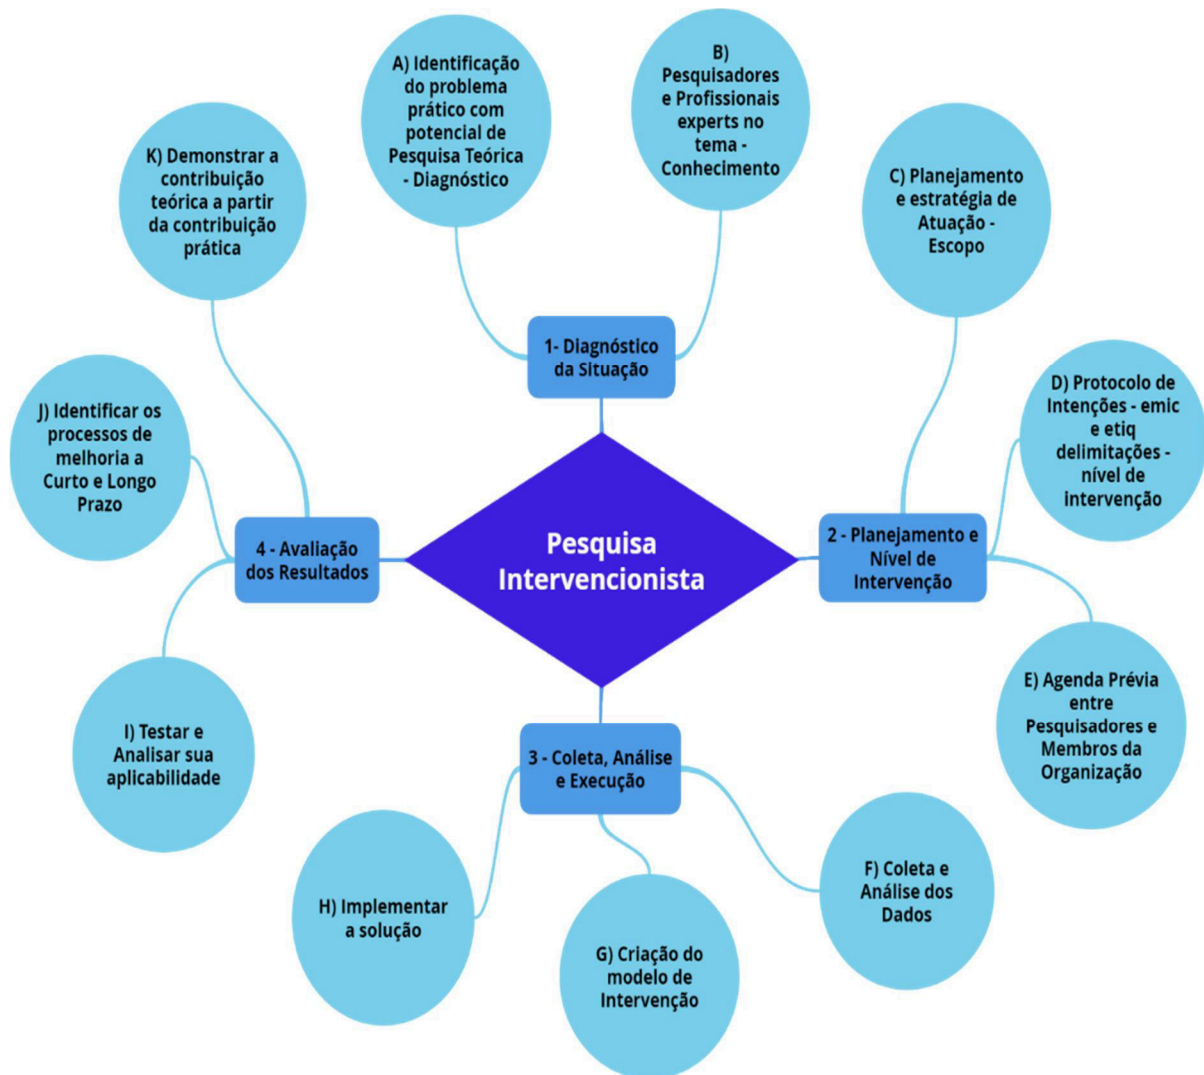 A) Identificação
do problema
prático com
potencial de
Pesquisa Teórica
- Diagnóstico
B)
Pesquisadores
e Profissionais
experts no
tema -
Conhecimento
K) Demonstrar a
contribuição
teórica a partir
da contribuição
prática
C) Planejamento
e estratégia de
Atuação -
Escopo
1- Diagnóstico
da Situação
J) Identificar os
processos de
melhoria a
Curto e Longo
Prazo
D) Protocolo de
Intenções - emic
e etiq
delimitações -
nível de
intervenção
4 - Avaliação
dos Resultados
Pesquisa
Intervencionista
2 - Planejamento e
Nível de
Intervenção
I) Testar e
Analisar sua
aplicabilidade
E) Agenda Prévia
entre
Pesquisadores e
Membros da
Organização
3 - Coleta, Análise
e Execução
H) Implementar
a solução
G) Criação do
modelo de
Intervenção
F) Coleta e
Análise dos
Dados